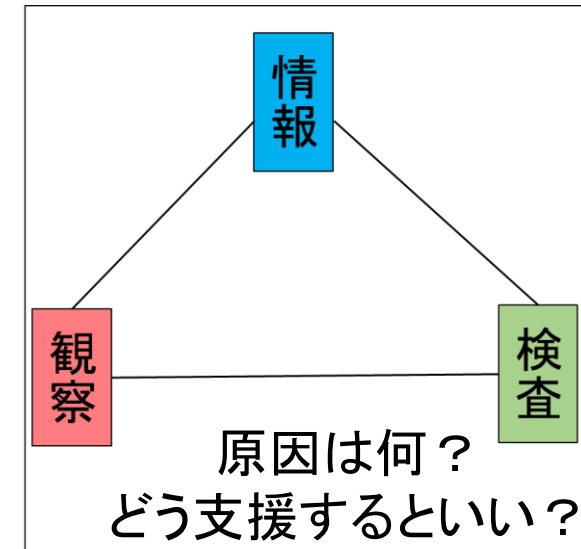 情報
観察
検査
原因は何？
どう支援するといい？